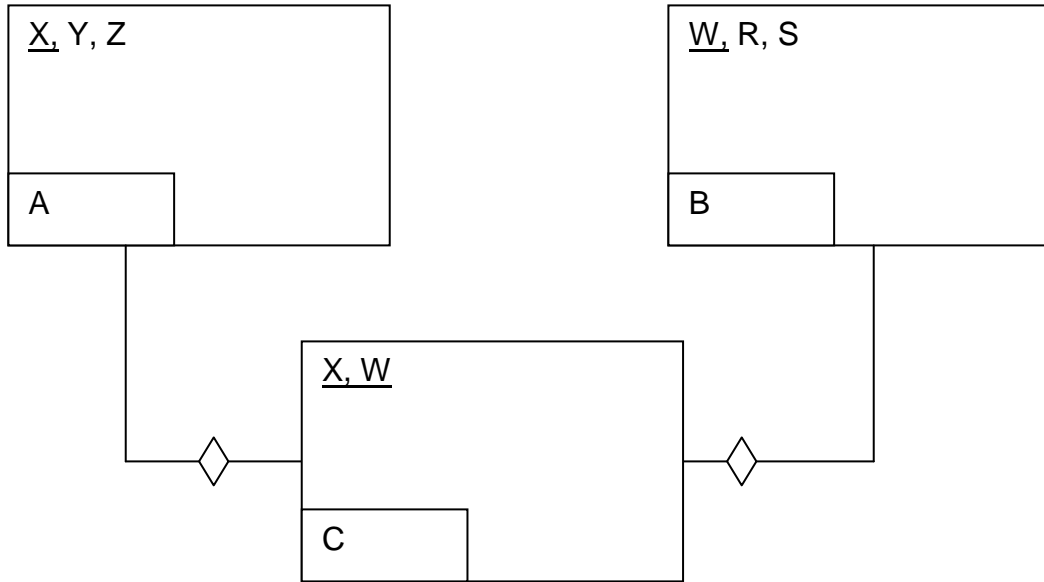 X, Y, Z
W, R, S
A
B
X, W
C